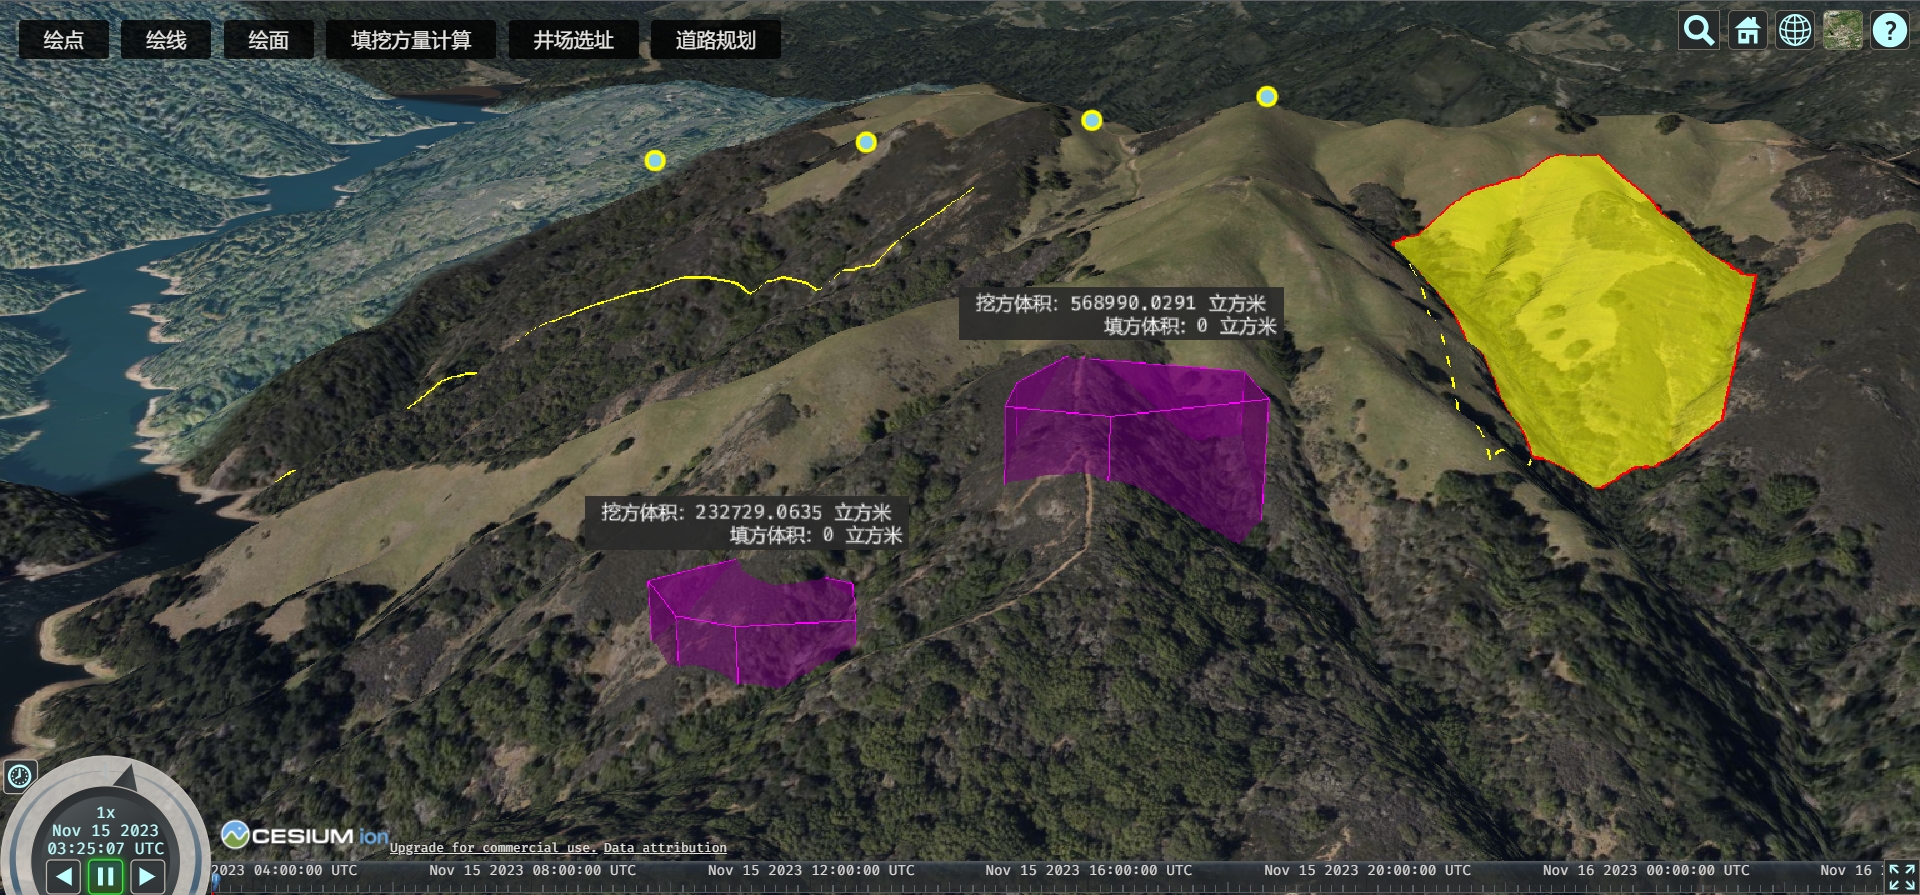 绘点 绘线 绘面 填挖方量计算 井场选址 道路规划
?
挖方体积: 568990.0291 立方米
填方体积: 0 立方米
挖方体积: 232729.0635 立方米
填方体积: 0 立方米
1x
Nov 15 2023
03:25:07 UTC
CESIUM ion
Upgrade for commercial use. Data attribution
2023 04:00:00 UTC Nov 15 2023 08:00:00 UTC Nov 15 2023 12:00:00 UTC Nov 15 2023 16:00:00 UTC Nov 15 2023 20:00:00 UTC Nov 16 2023 00:00:00 UTC Nov 16